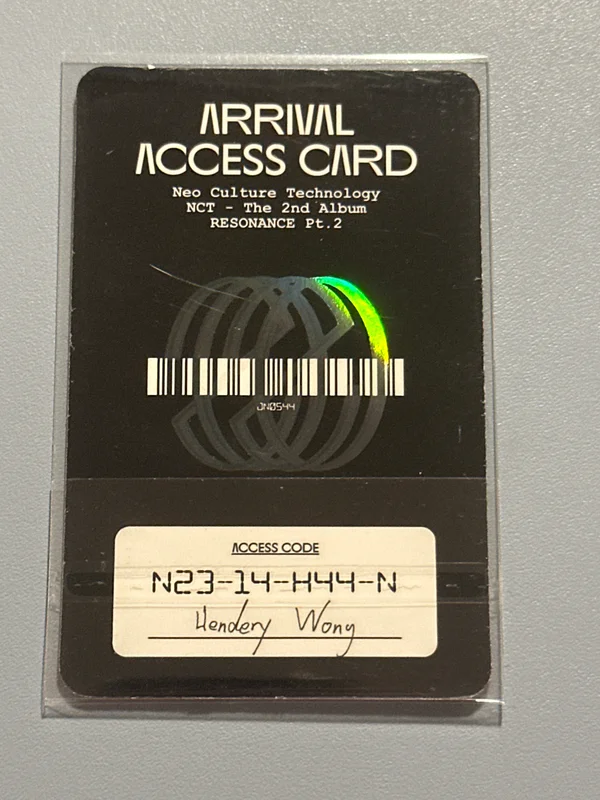 ARRIVAL
ACCESS CARD
Neo Culture Technology
NCT - The 2nd Album
RESONANCE Pt.2
JN0544
ACCESS CODE
N23-14-H44-N
Hendery Wong